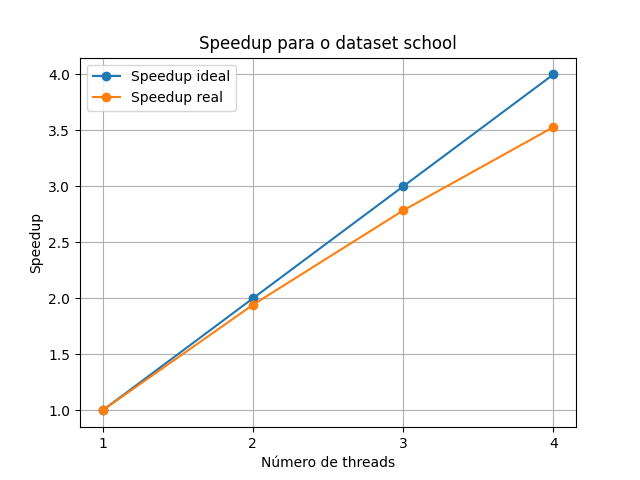 Speedup para o dataset school
Speedup ideal
Speedup real
4.0
3.5
3.0
2.5
2.0
1.5
1.0
Speedup
1 2 3 4
Número de threads